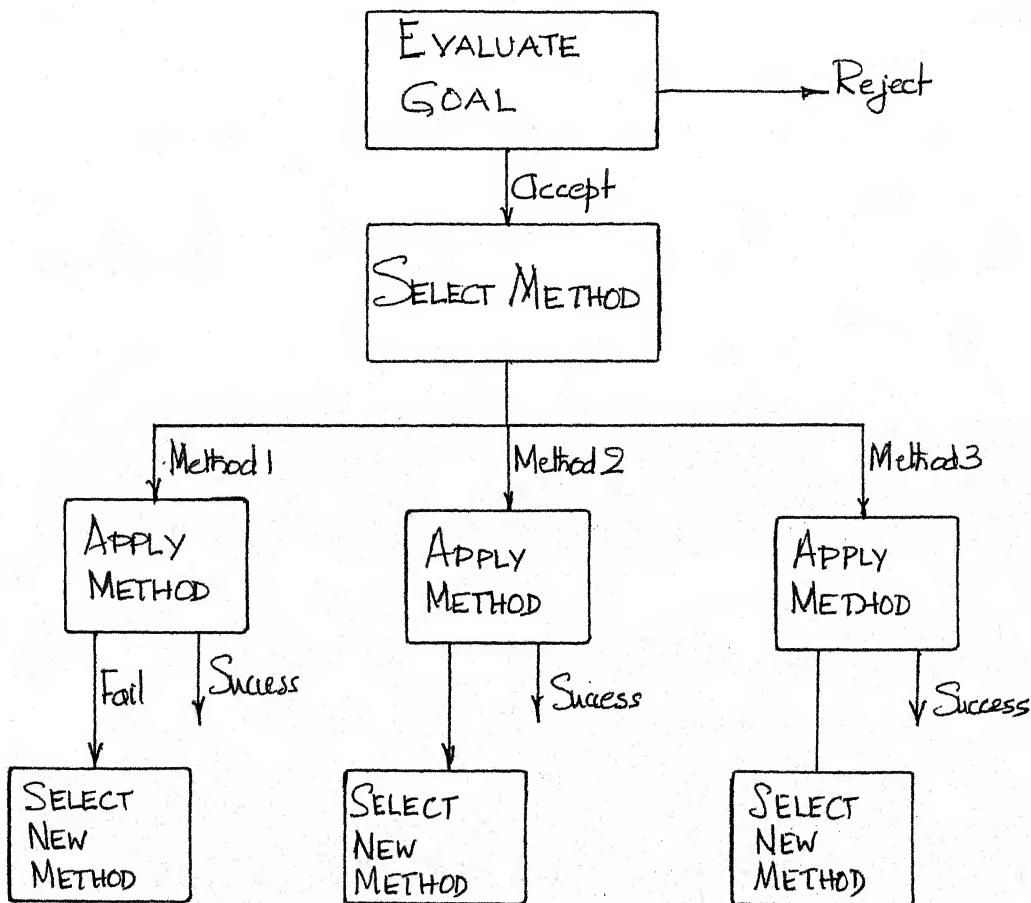 EVALUATE
GOAL
Reject
Accept
SELECT METHOD
Method 1
Method 2
Method 3
APPLY
METHOD
APPLY
METHOD
APPLY
METHOD
Fail
Success
Success
Success
SELECT
NEW
METHOD
SELECT
NEW
METHOD
SELECT
NEW
METHOD